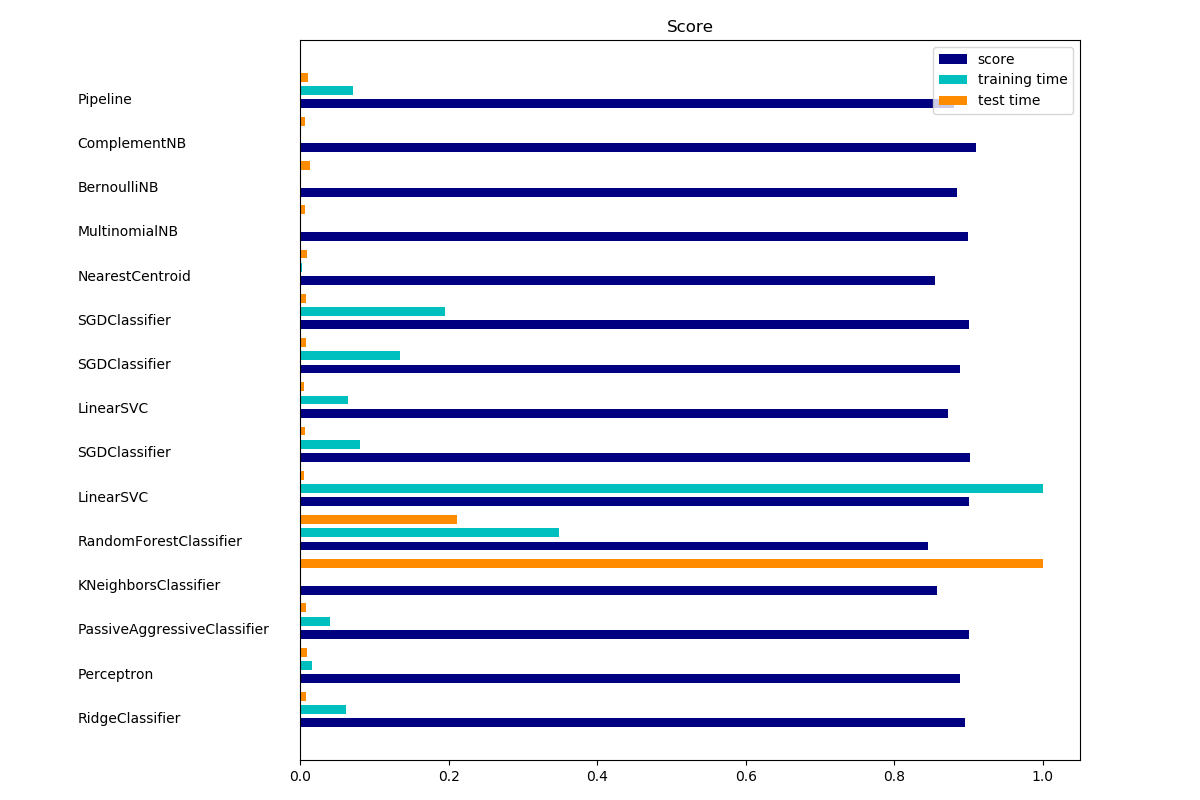 Score
score
training time
test time
Pipeline
ComplementNB
BernoulliNB
MultinomialNB
NearestCentroid
SGDClassifier
SGDClassifier
LinearSVC
SGDClassifier
LinearSVC
RandomForestClassifier
KNeighborsClassifier
PassiveAggressiveClassifier
Perceptron
RidgeClassifier
0.0 0.2 0.4 0.6 0.8 1.0